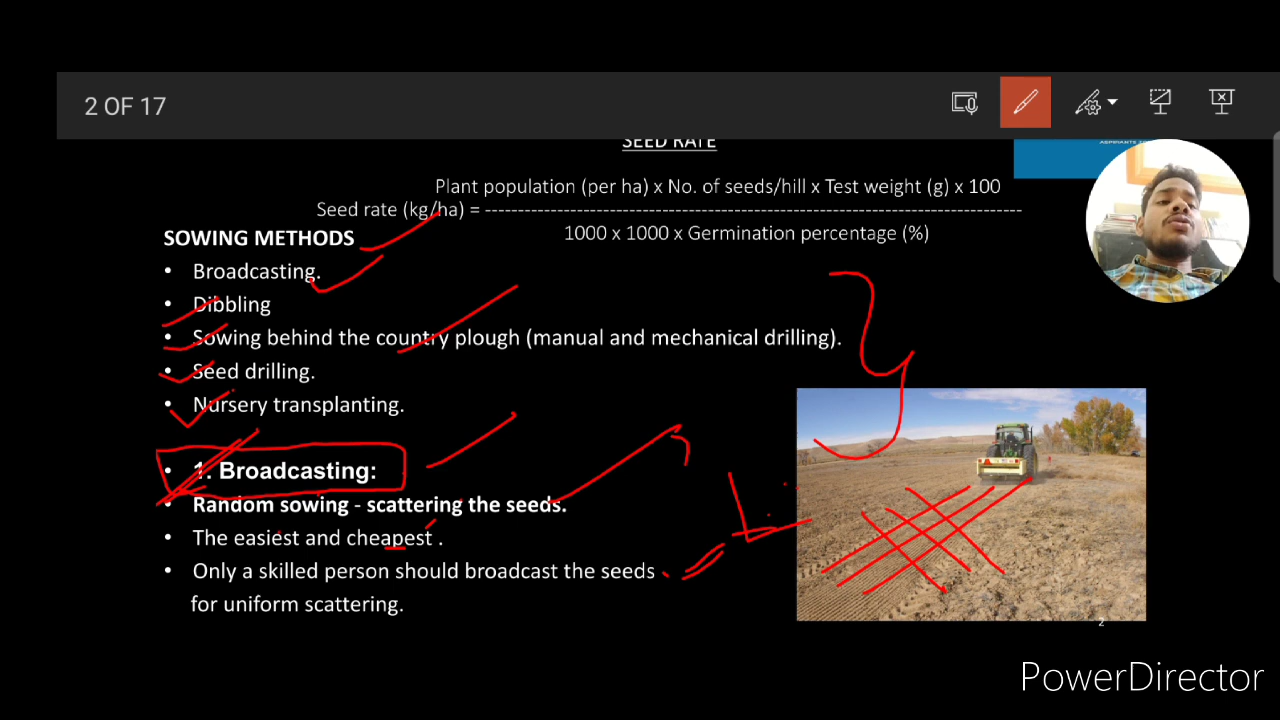 2 OF 17
SEED RATE
Plant population (per ha) x No. of seeds/hill x Test weight (g) x 100
Seed rate (kg/ha) = ----------------------------------------------------------------------------------
1000 x 1000 x Germination percentage (%)
SOWING METHODS
• Broadcasting.
• Dibbling
• Sowing behind the country plough (manual and mechanical drilling).
• Seed drilling.
• Nursery transplanting.
• 1. Broadcasting:
• Random sowing - scattering the seeds.
• The easiest and cheapest .
• Only a skilled person should broadcast the seeds
for uniform scattering.
2
PowerDirector